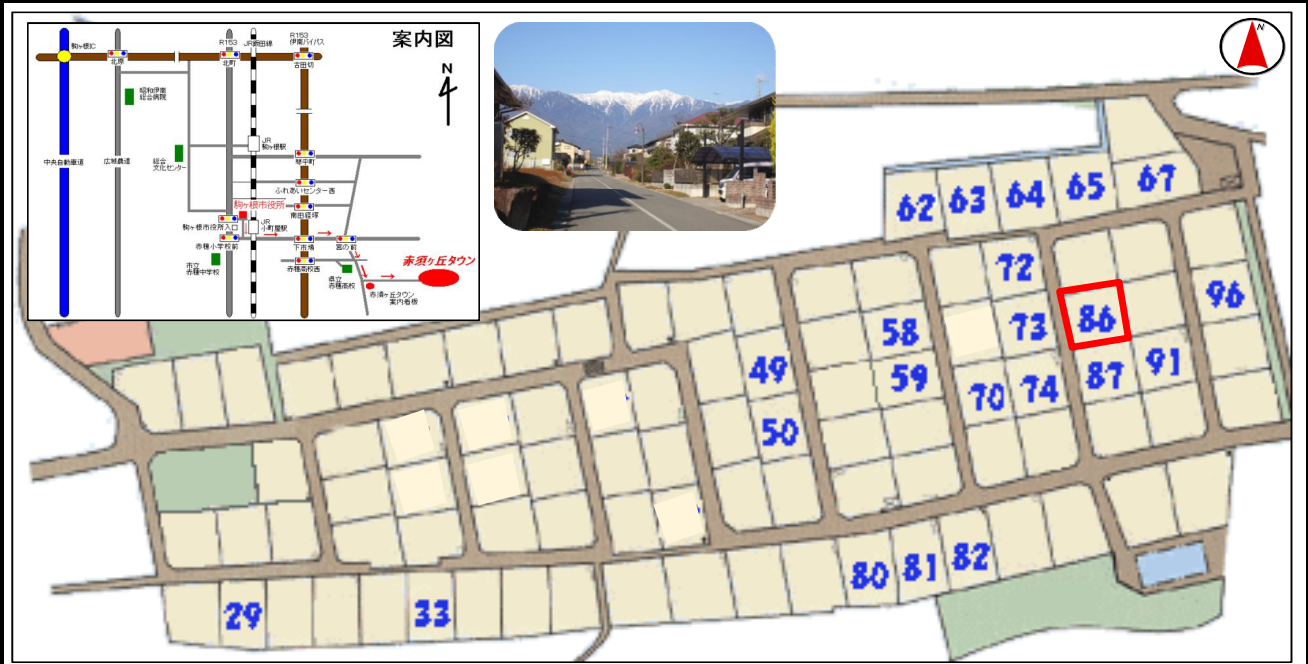 案内図
N
駒ヶ根IC
北原
R153
北町
JR飯田線
R153
伊南バイパス
古田切
昭和伊南
総合病院
中央自動車道
広域農道
総合
文化センター
JR
駒ヶ根駅
琴平町
ふれあいセンター西
南田経塚
駒ヶ根市役所
駒ヶ根市役所入口
JR
小町屋駅
赤穂小学校前
下市場
宮の前
市立
赤穂中学校
赤穂高校西
県立
赤穂高校
赤須ヶ丘タウン
赤須ヶ丘タウン
案内看板
N
62
63
64
65
67
72
96
86
58
73
49
59
70
74
87
91
50
80
81
82
29
33